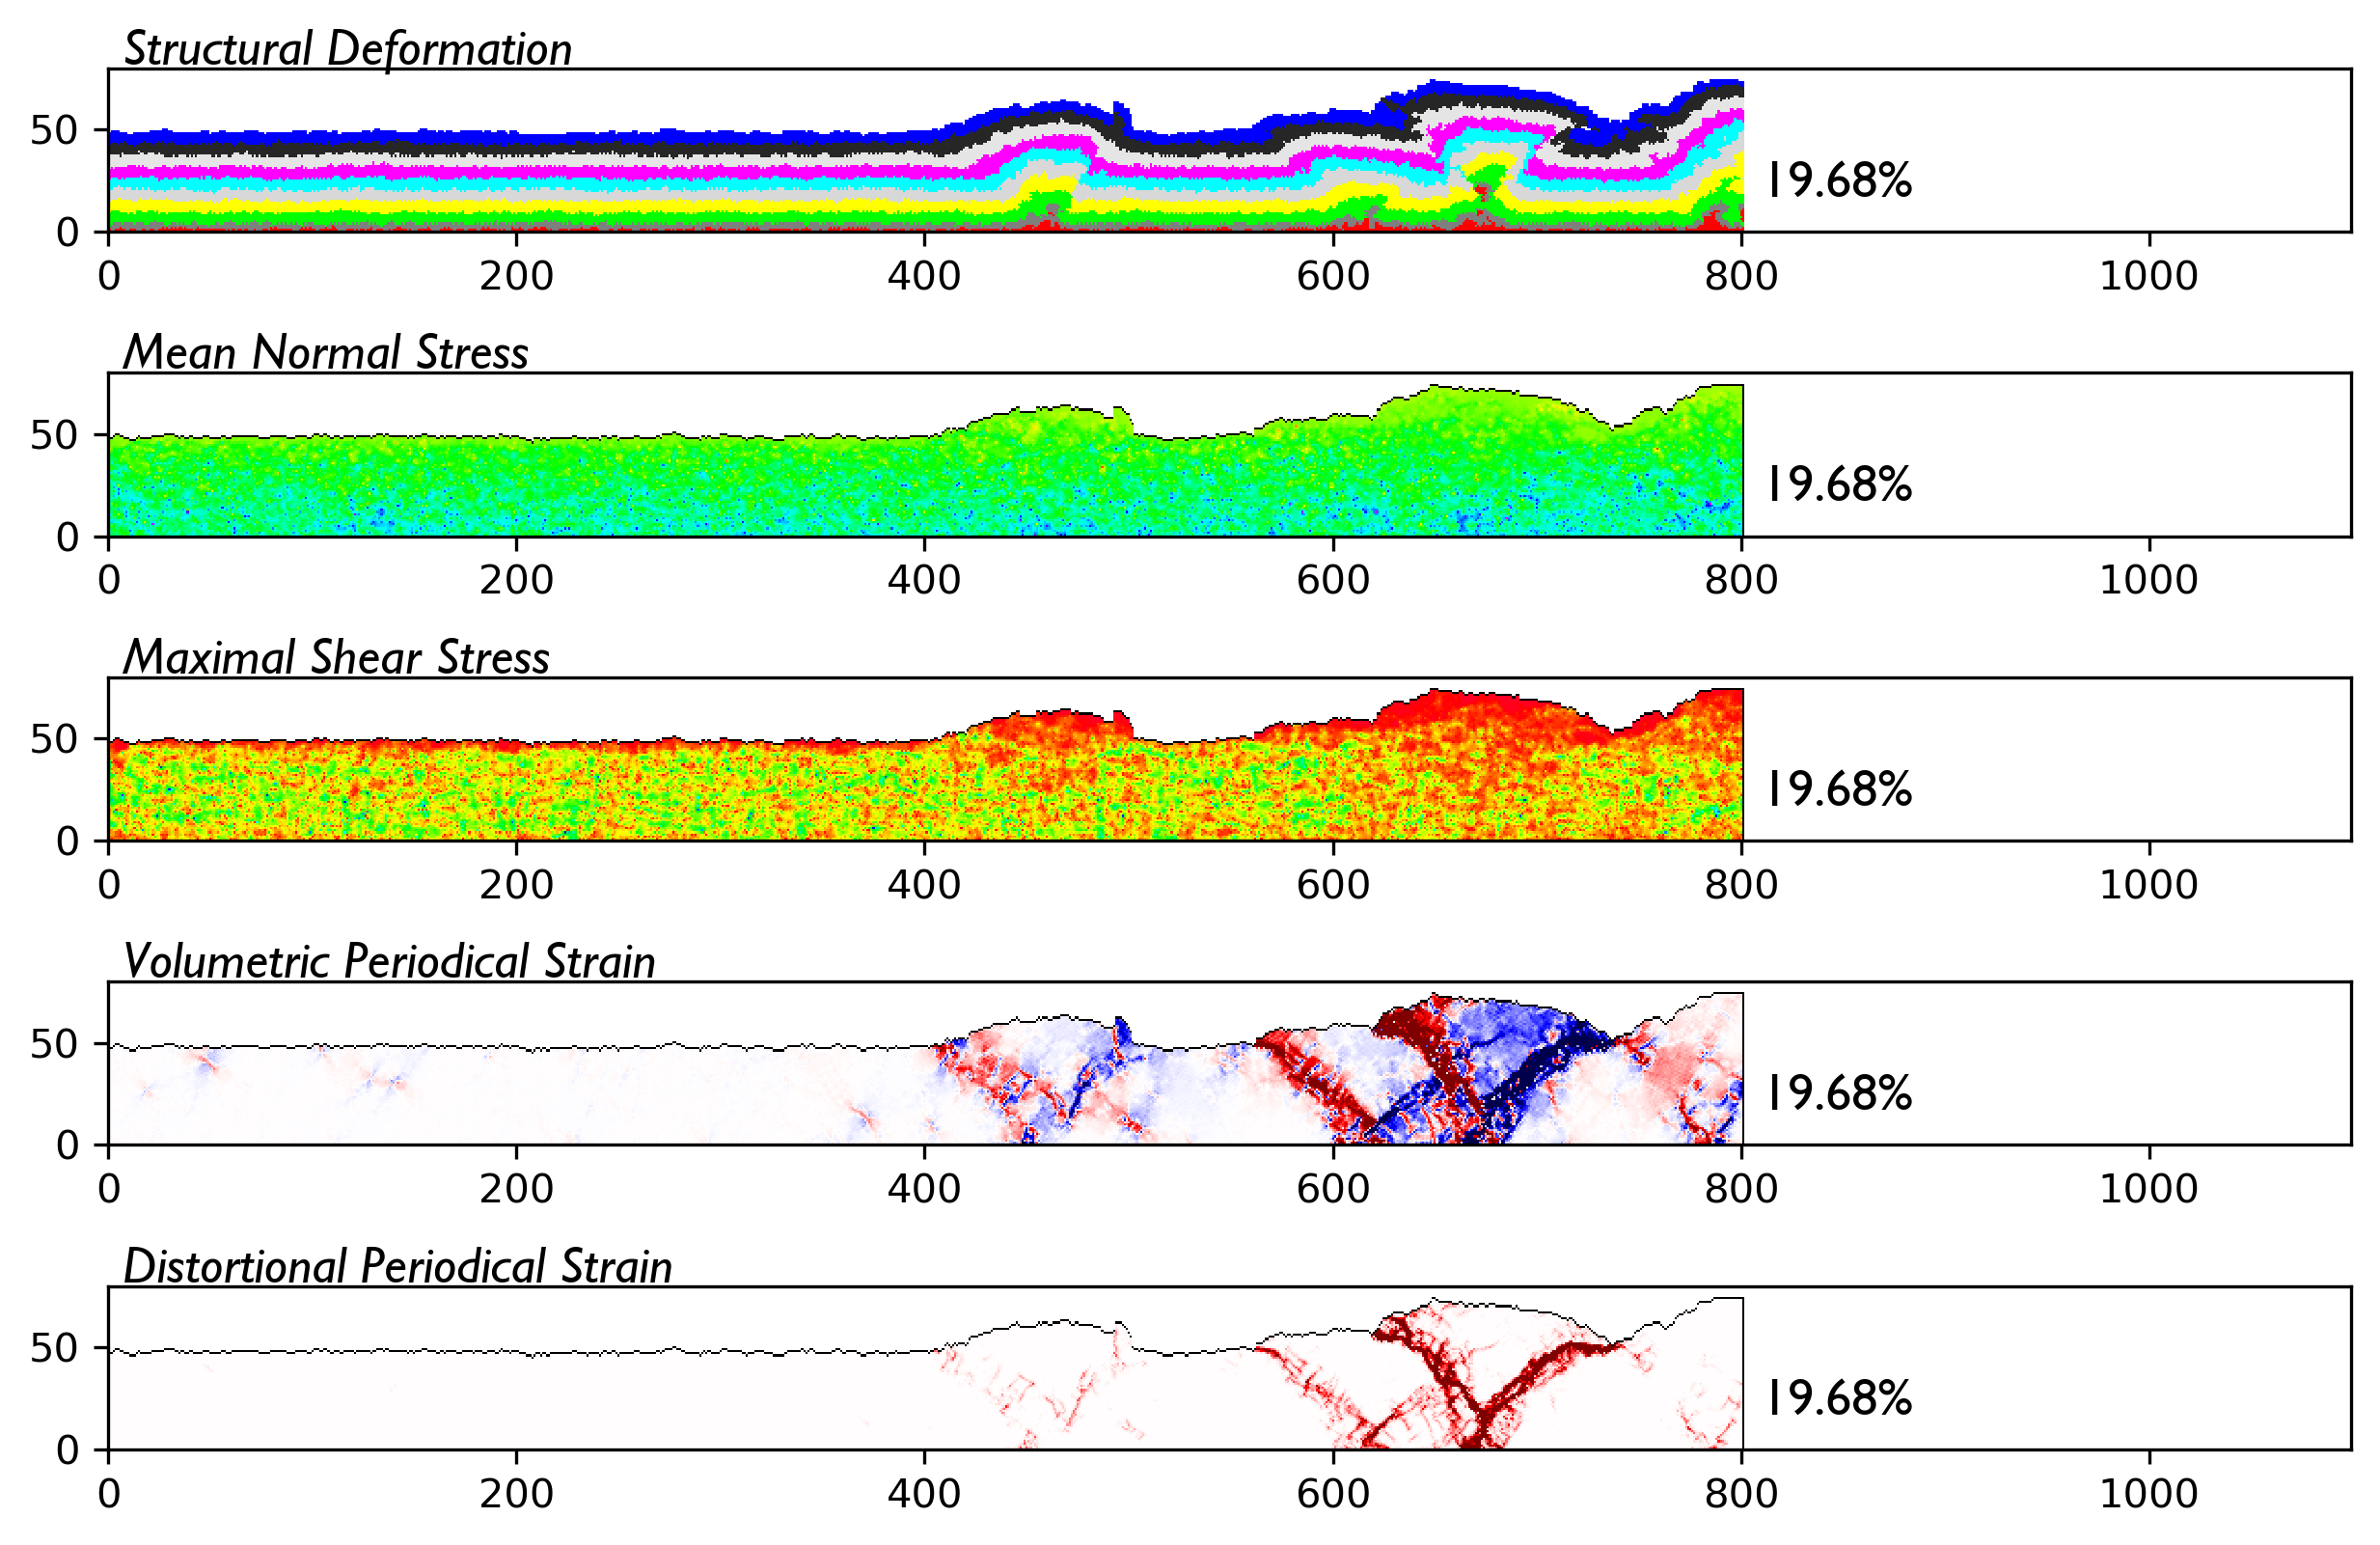 Structural Deformation
50
0
19.68%
0 200 400 600 800 1000
Mean Normal Stress
50
0
19.68%
0 200 400 600 800 1000
Maximal Shear Stress
50
0
19.68%
0 200 400 600 800 1000
Volumetric Periodical Strain
50
0
19.68%
0 200 400 600 800 1000
Distortional Periodical Strain
50
0
19.68%
0 200 400 600 800 1000